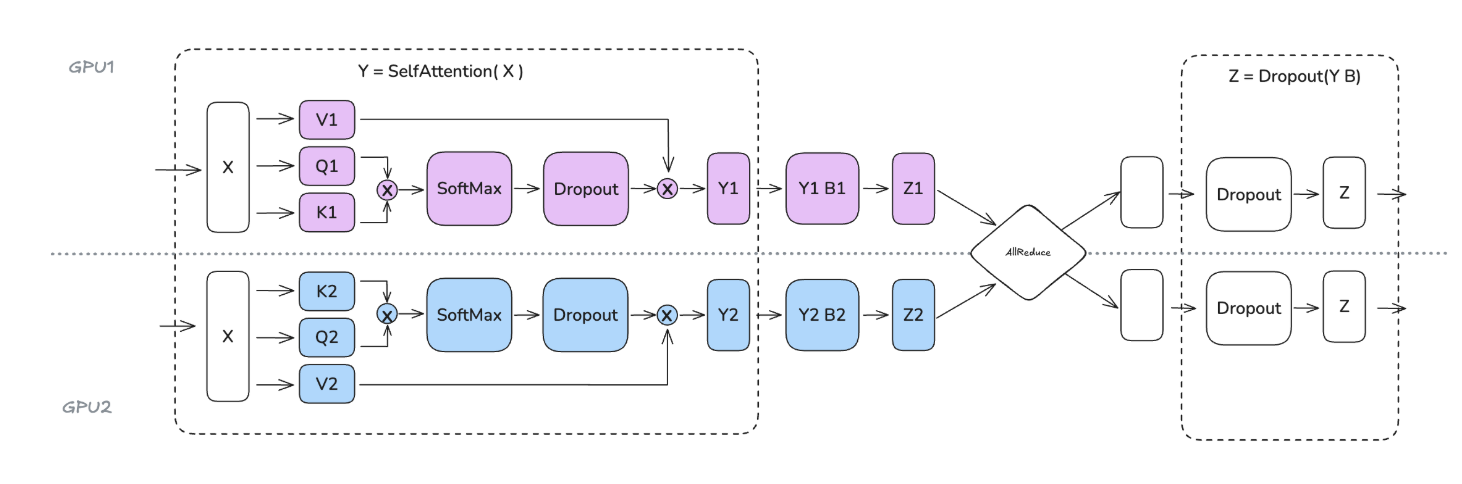 GPU1
Y = SelfAttention( X )
Z = Dropout(Y B)
X
V1
Q1
K1
X
SoftMax
Dropout
X
Y1
Y1 B1
Z1
Dropout
Z
AllReduce
X
K2
Q2
V2
X
SoftMax
Dropout
X
Y2
Y2 B2
Z2
Dropout
Z
GPU2